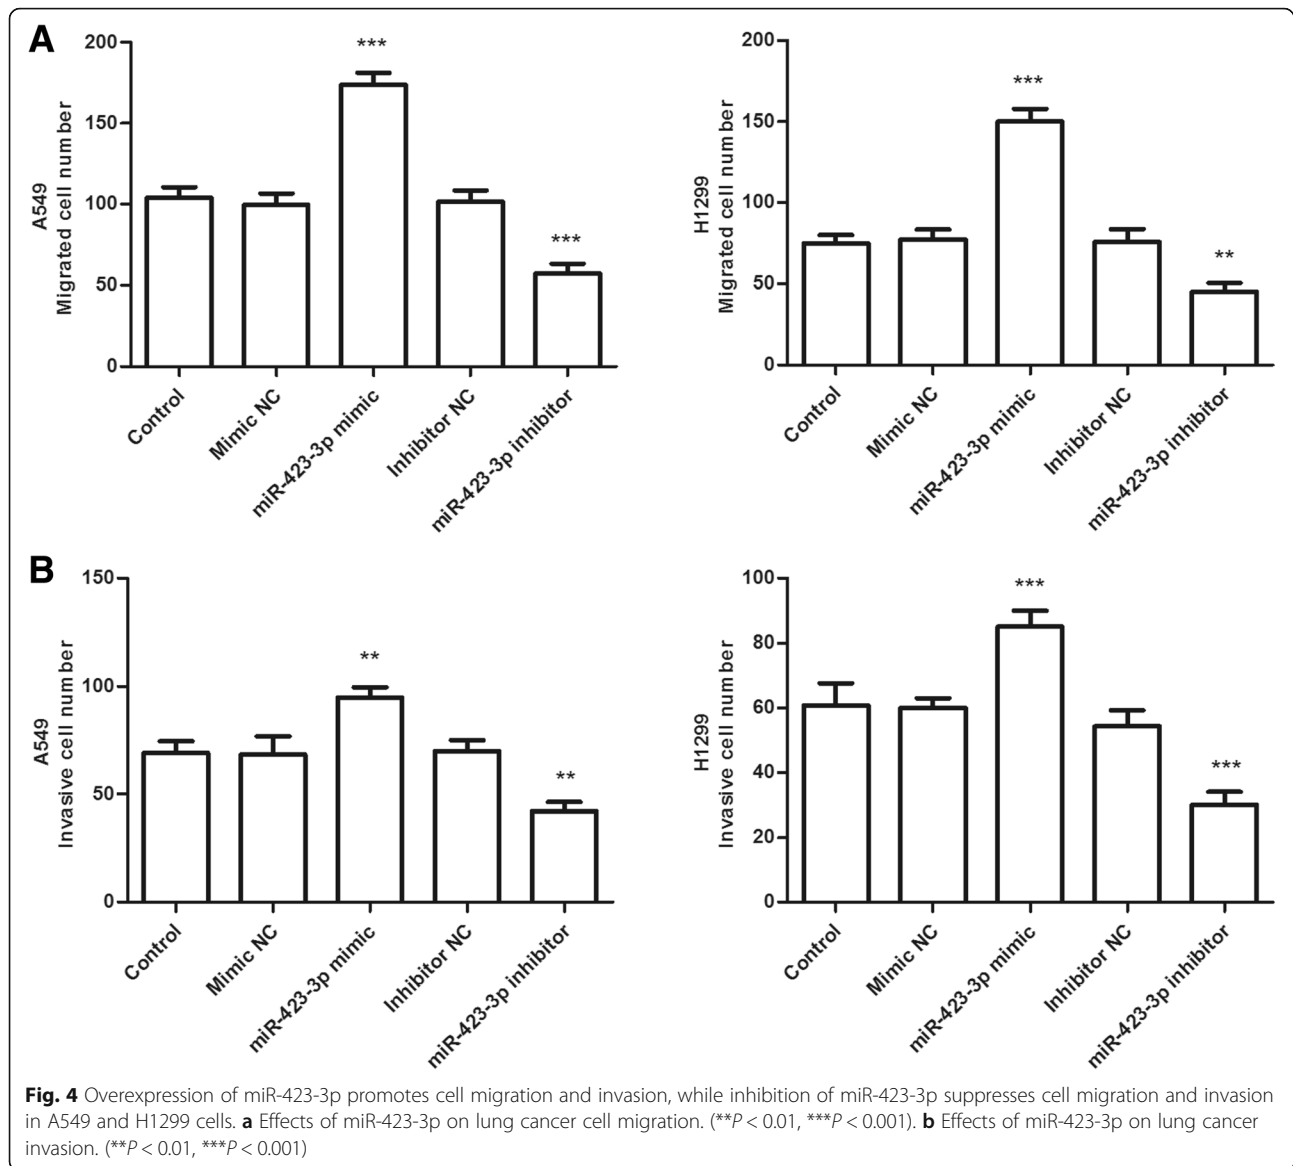 A
200
150
100
50
0
A549
Migrated cell number
***
***
Control
Mimic NC
miR-423-3p mimic
Inhibitor NC
miR-423-3p inhibitor
200
150
100
50
0
H1299
Migrated cell number
***
**
Control
Mimic NC
miR-423-3p mimic
Inhibitor NC
miR-423-3p inhibitor
B
150
100
50
0
A549
Invasive cell number
**
**
Control
Mimic NC
miR-423-3p mimic
Inhibitor NC
miR-423-3p inhibitor
100
80
60
40
20
0
H1299
Invasive cell number
***
***
Control
Mimic NC
miR-423-3p mimic
Inhibitor NC
miR-423-3p inhibitor
Fig. 4 Overexpression of miR-423-3p promotes cell migration and invasion, while inhibition of miR-423-3p suppresses cell migration and invasion
in A549 and H1299 cells. a Effects of miR-423-3p on lung cancer cell migration. (**P < 0.01, ***P < 0.001). b Effects of miR-423-3p on lung cancer
invasion. (**P < 0.01, ***P < 0.001)